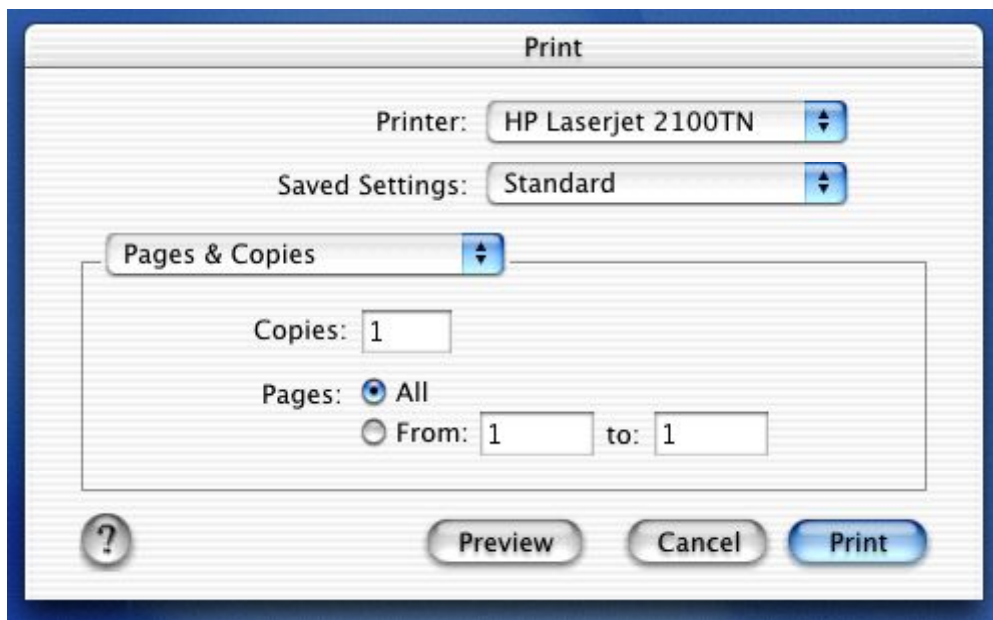 Print
Printer: HP Laserjet 2100TN
Saved Settings: Standard
Pages & Copies
Copies: 1
Pages: All
From: 1 to: 1
? Preview Cancel Print